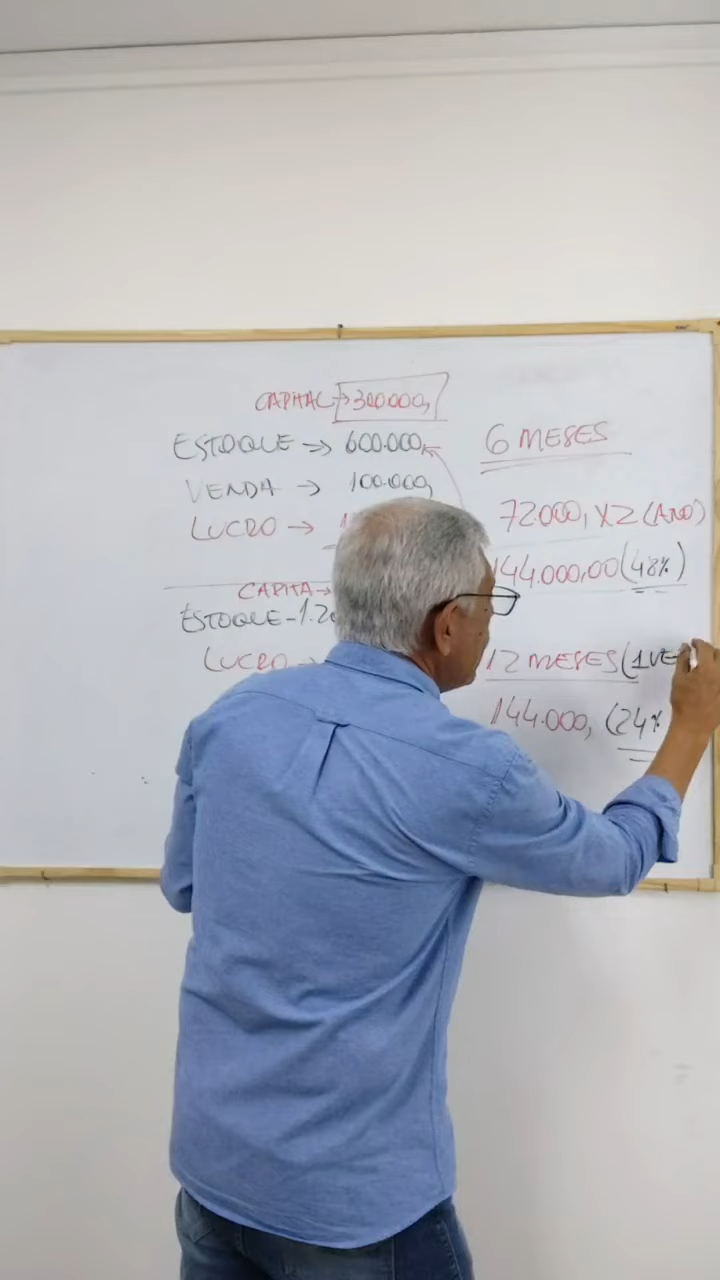 CAPITAL → 300.000,
ESTOQUE → 600.000,
VENDA → 100.000,
LUCRO →
CAPITA →
ESTOQUE - 1.2
LUCRO
6 MESES
72.000, X2 (ANO)
144.000,00 (48%)
12 MESES (1 VE
144.000, (24%